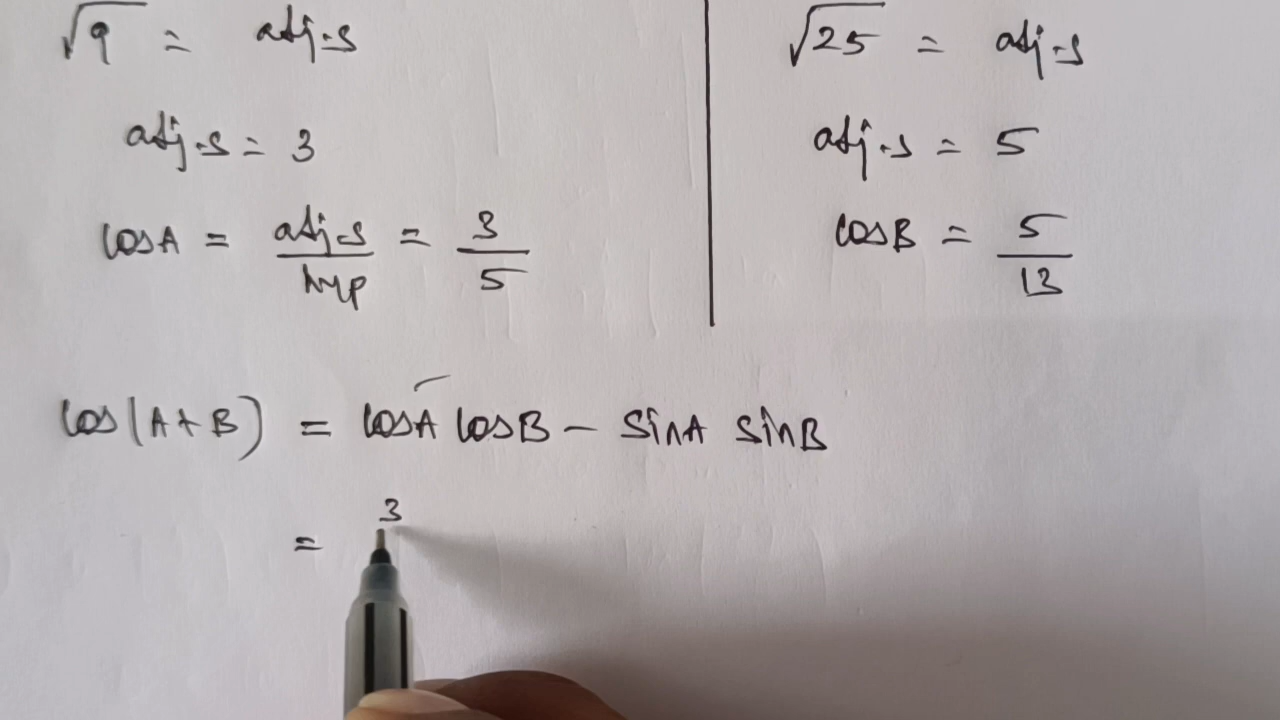 √9 = adj.s
adj.s = 3
cosA = adj.s/hyp = 3/5
√25 = adj.s
adj.s = 5
cosB = 5/13
cos(A+B) = cosA cosB - sinA sinB
= 3